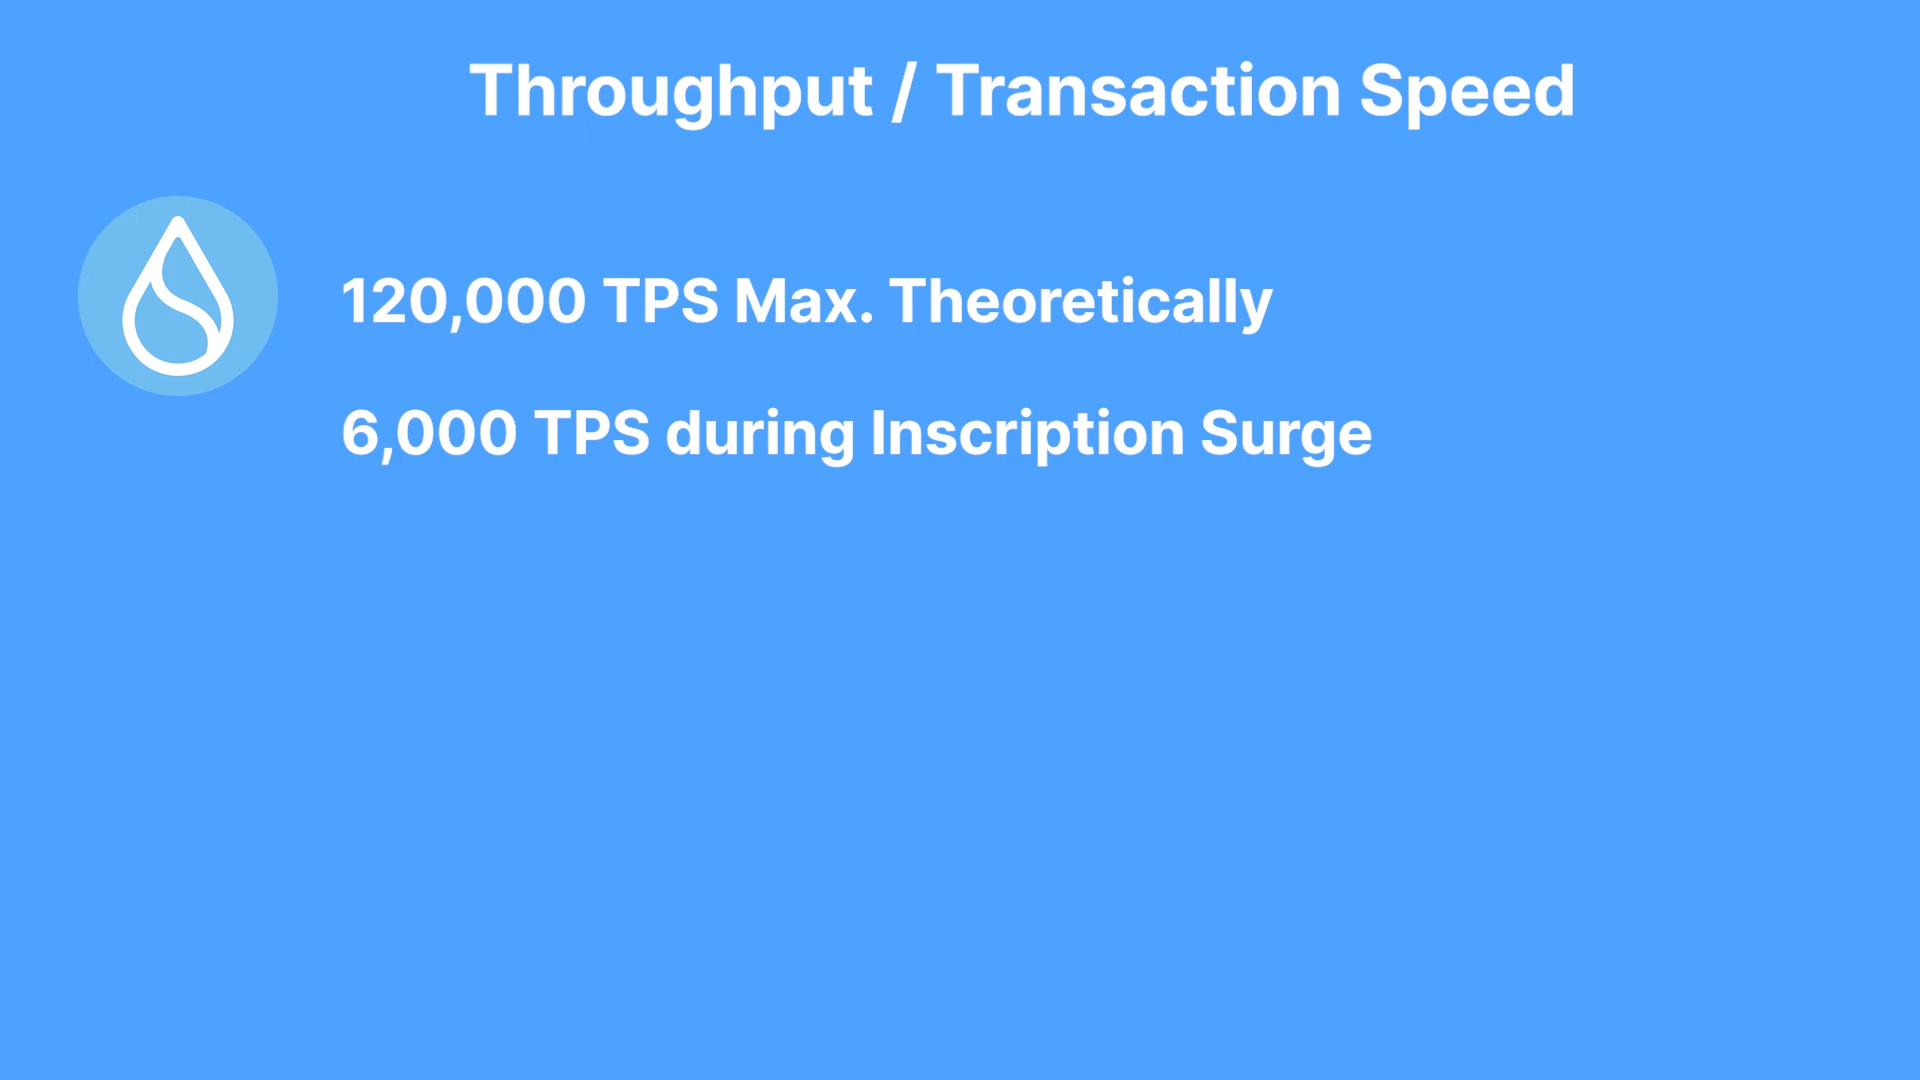 Throughput / Transaction Speed
120,000 TPS Max. Theoretically
6,000 TPS during Inscription Surge